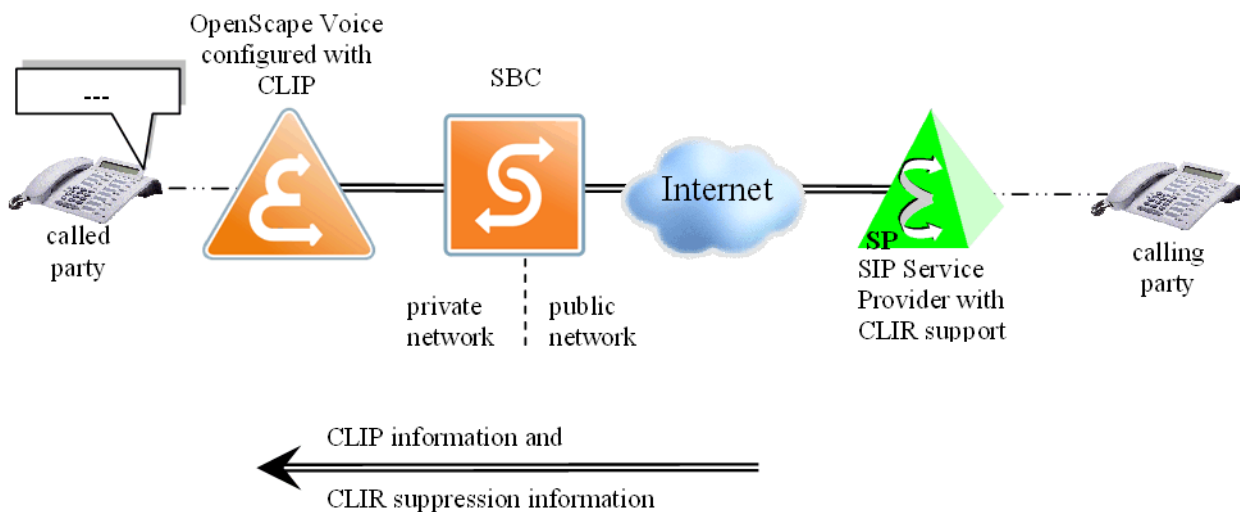 OpenScape Voice
configured with
CLIP
SBC
---
Internet
SP
called
party
SIP Service
Provider with
CLIR support
calling
party
private
network
public
network
CLIP information and
CLIR suppression information